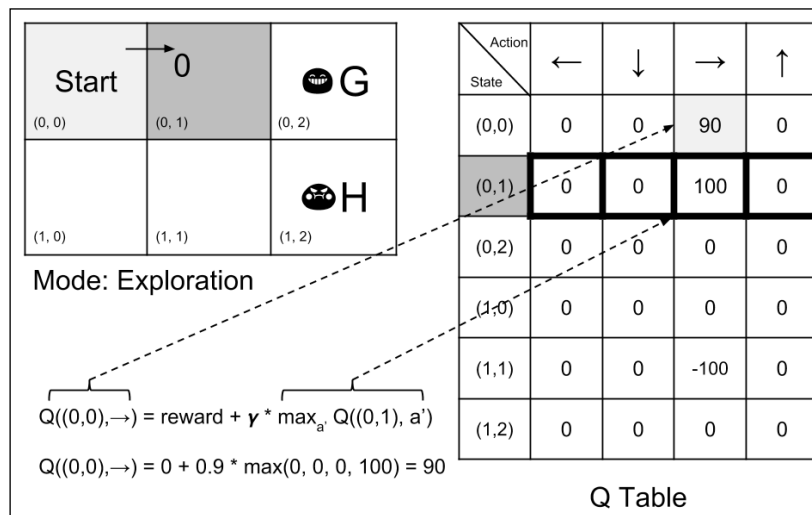 Start
0
G
(0, 0)
(0, 1)
(0, 2)
H
(1, 0)
(1, 1)
(1, 2)
Mode: Exploration
Q((0,0),→) = reward + γ * maxₐ' Q((0,1), a')
Q((0,0),→) = 0 + 0.9 * max(0, 0, 0, 100) = 90
Action
State
← ↓ → ↑
(0,0) 0 0 90 0
(0,1) 0 0 100 0
(0,2) 0 0 0 0
(1,0) 0 0 0 0
(1,1) 0 0 -100 0
(1,2) 0 0 0 0
Q Table